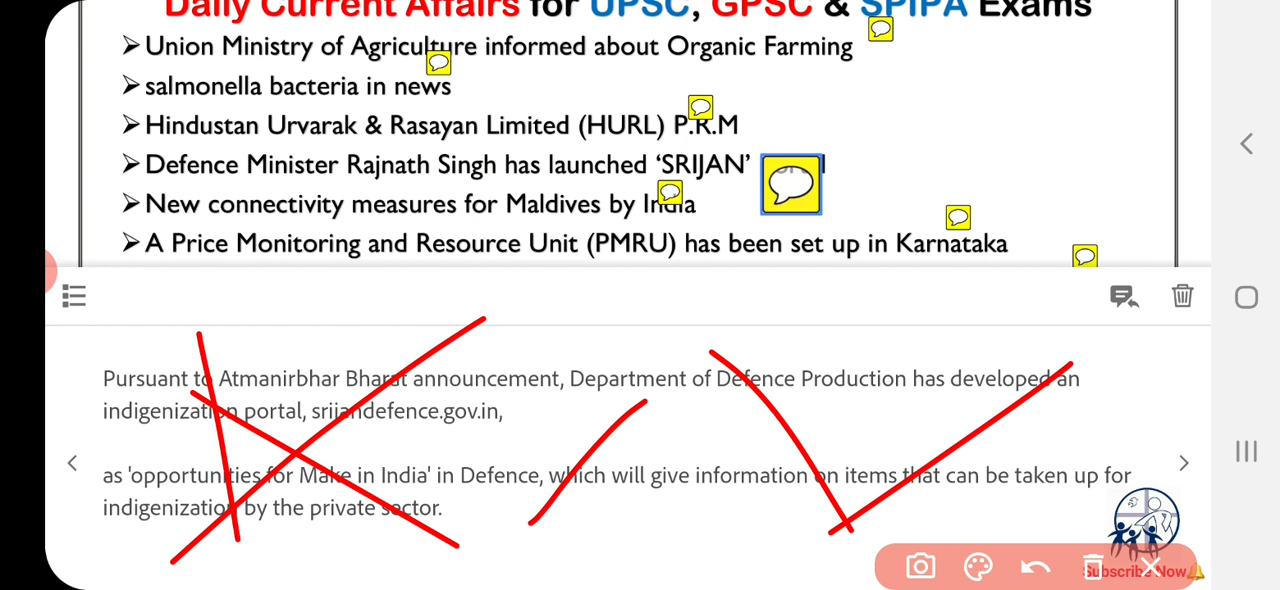 Daily Current Affairs for UPSC, GPSC & SPIPA Exams
➢Union Ministry of Agriculture informed about Organic Farming
➢salmonella bacteria in news
➢Hindustan Urvarak & Rasayan Limited (HURL) P.R.M
➢Defence Minister Rajnath Singh has launched ‘SRIJAN’
➢New connectivity measures for Maldives by India
➢A Price Monitoring and Resource Unit (PMRU) has been set up in Karnataka
Pursuant to Atmanirbhar Bharat announcement, Department of Defence Production has developed an
indigenization portal, srijandefence.gov.in,
as 'opportunities for Make in India' in Defence, which will give information on items that can be taken up for
indigenization by the private sector.
Subscribe Now